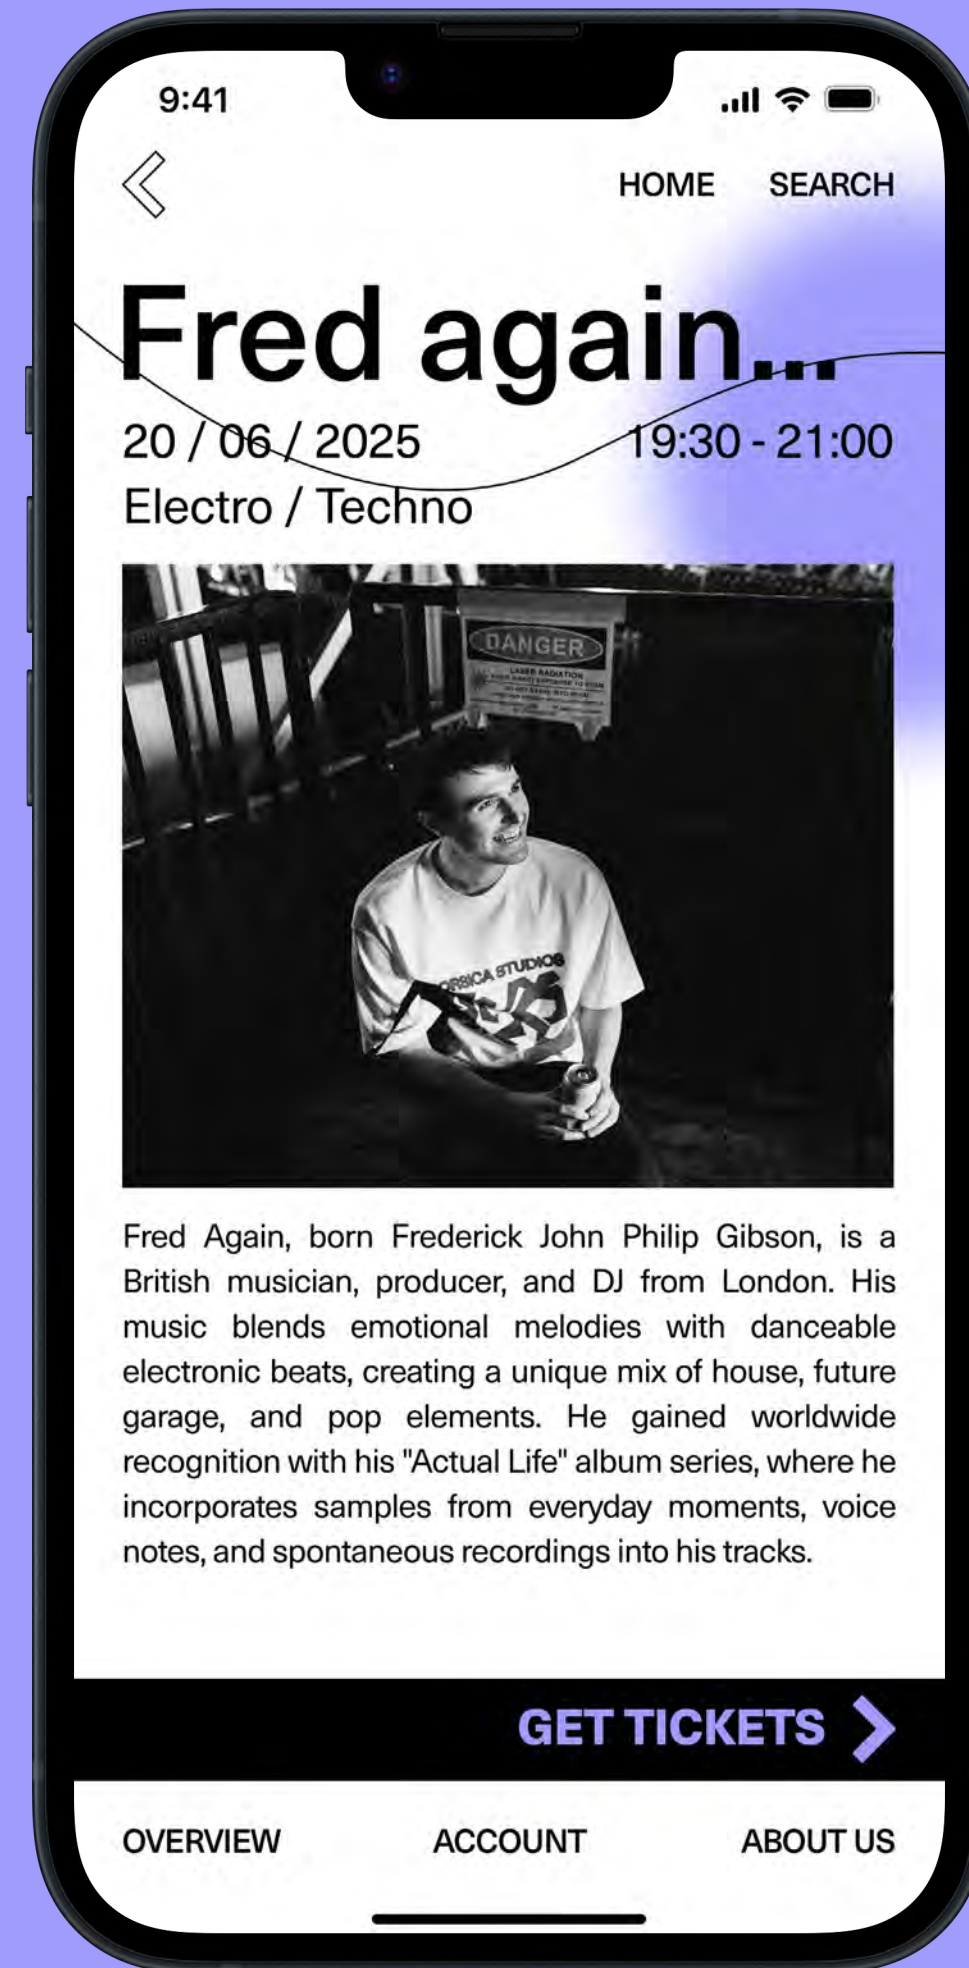 9:41
HOME SEARCH
Fred again...
20 / 06 / 2025 19:30 - 21:00
Electro / Techno
DANGER
LASER RADIATION
STUDIOS
Fred Again, born Frederick John Philip Gibson, is a
British musician, producer, and DJ from London. His
music blends emotional melodies with danceable
electronic beats, creating a unique mix of house, future
garage, and pop elements. He gained worldwide
recognition with his "Actual Life" album series, where he
incorporates samples from everyday moments, voice
notes, and spontaneous recordings into his tracks.
GET TICKETS
OVERVIEW ACCOUNT ABOUT US